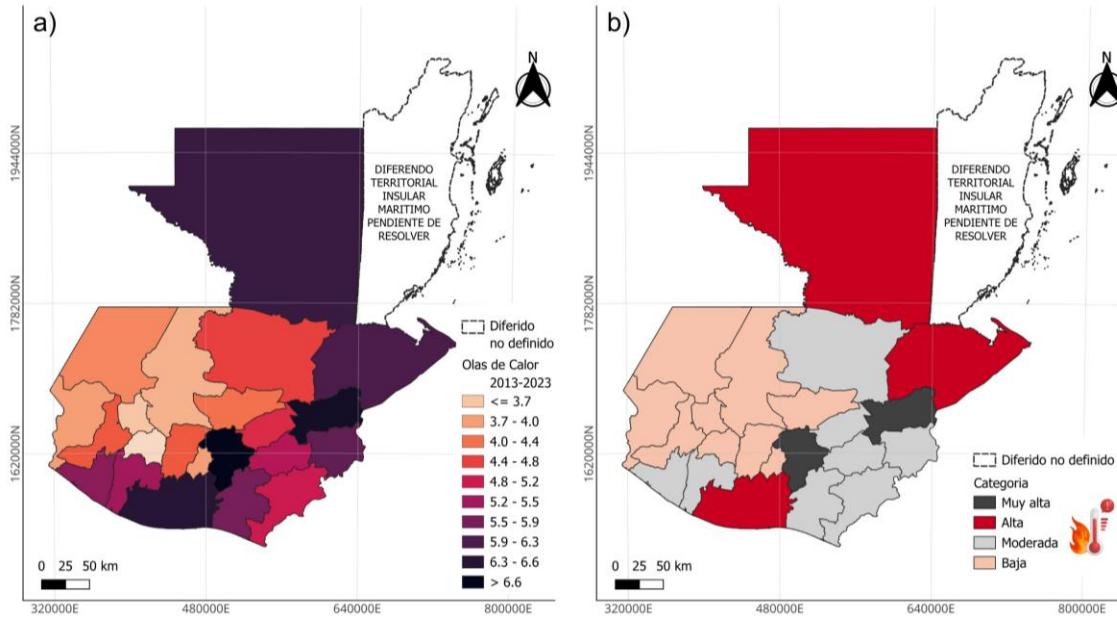 a)
N
1944000N
1782000N
1620000N
DIFERENDO
TERRITORIAL
INSULAR
MARITIMO
PENDIENTE DE
RESOLVER
Diferido
no definido
Olas de Calor
2013-2023
<= 3.7
3.7 - 4.0
4.0 - 4.4
4.4 - 4.8
4.8 - 5.2
5.2 - 5.5
5.5 - 5.9
5.9 - 6.3
6.3 - 6.6
> 6.6
0 25 50 km
320000E 480000E 640000E 800000E
b)
N
1944000N
1782000N
1620000N
DIFERENDO
TERRITORIAL
INSULAR
MARITIMO
PENDIENTE DE
RESOLVER
Diferido no definido
Categoria
Muy alta
Alta
Moderada
Baja
0 25 50 km
320000E 480000E 640000E 800000E